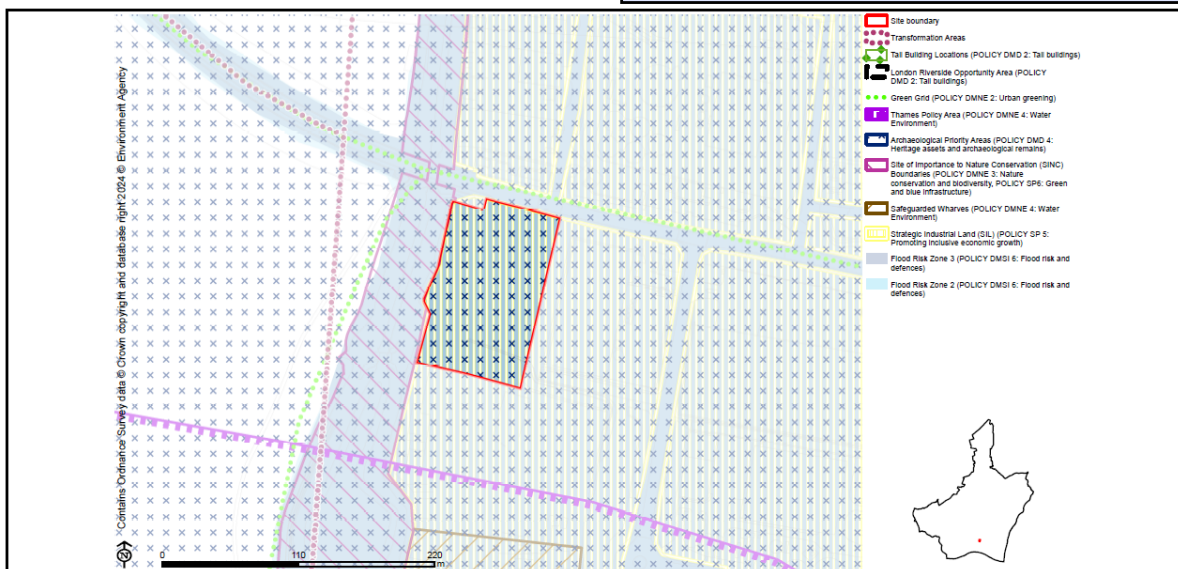 Site boundary
Transformation Areas
Tall Building Locations (POLICY DMD 2: Tall buildings)
London Riverside Opportunity Area (POLICY
DMD 2: Tall buildings)
Green Grid (POLICY DMNE 2: Urban greening)
Thames Policy Area (POLICY DMNE 4: Water
Environment)
Archaeological Priority Areas (POLICY DMD 4:
Heritage assets and archaeological remains)
Site of Importance to Nature Conservation (SINC)
Boundaries (POLICY DMNE 3: Nature
conservation and biodiversity, POLICY SP6: Green
and blue infrastructure)
Safeguarded Wharves (POLICY DMNE 4: Water
Environment)
Strategic Industrial Land (SIL) (POLICY SP 5:
Promoting inclusive economic growth)
Flood Risk Zone 3 (POLICY DMSI 6: Flood risk and
defences)
Flood Risk Zone 2 (POLICY DMSI 6: Flood risk and
defences)
Contains Ordnance Survey data © Crown copyright and database right 2024 © Environment Agency
0 110 220
m